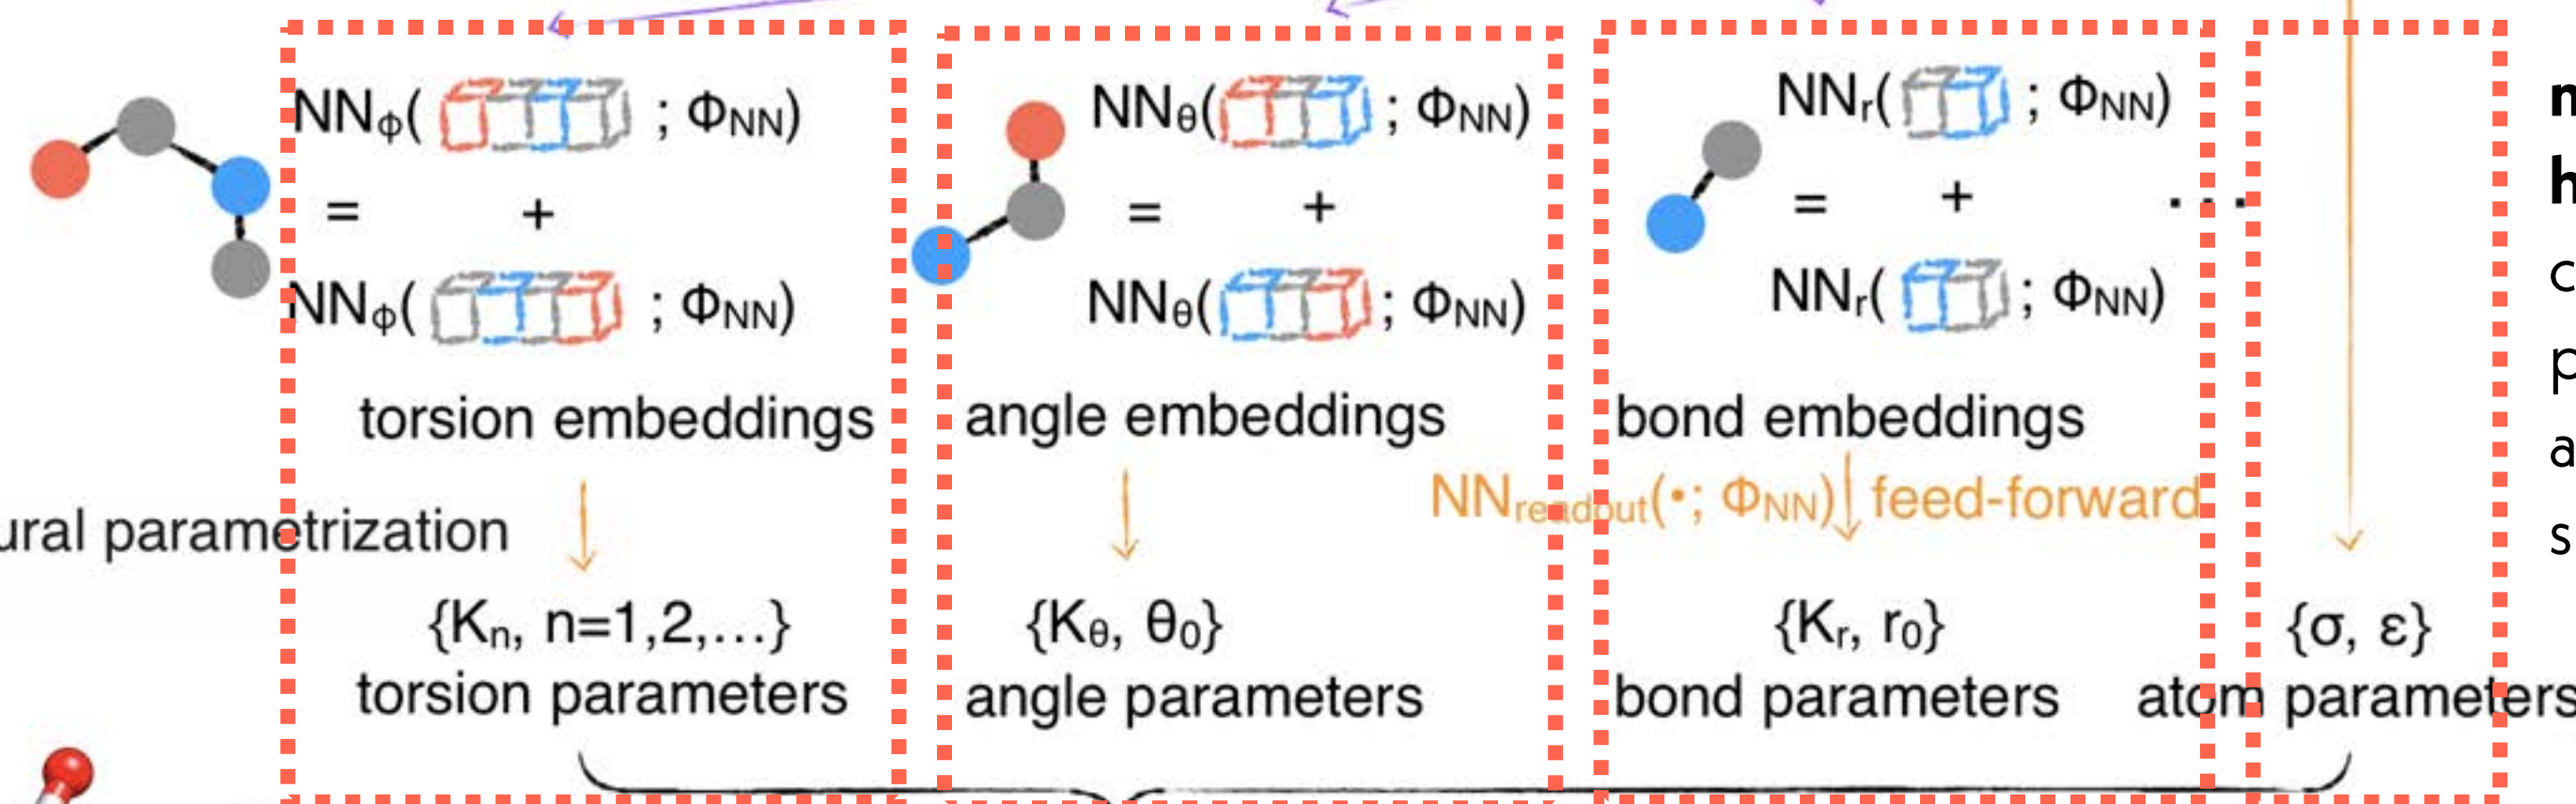 NNϕ( ; ΦNN)
=
+
NNϕ( ; ΦNN)
torsion embeddings
{Kn, n=1,2,…}
torsion parameters
NNθ( ; ΦNN)
=
+
NNθ( ; ΦNN)
angle embeddings
{Kθ, θ0}
angle parameters
NNr( ; ΦNN)
=
+
...
NNr( ; ΦNN)
bond embeddings
NNreadout(•; ΦNN) feed-forward
{Kr, r0}
bond parameters
{σ, ε}
atom parameters
ural parametrization
n
h
c
p
a
s